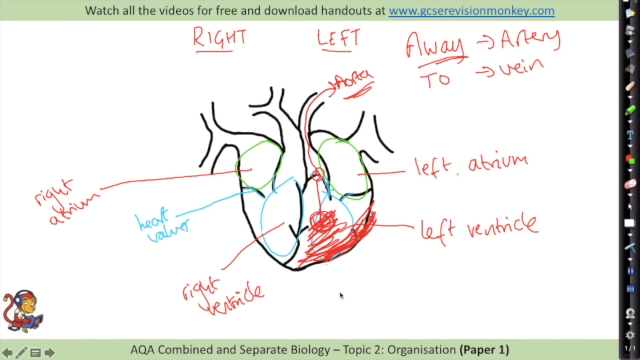 Watch all the videos for free and download handouts at www.gcserevisionmonkey.com
RIGHT
LEFT
Away → Artery
To → vein
Aorta
left atrium
right
atrium
heart
valves
left ventricle
right
ventricle
AQA Combined and Separate Biology – Topic 2: Organisation (Paper 1)
1/1